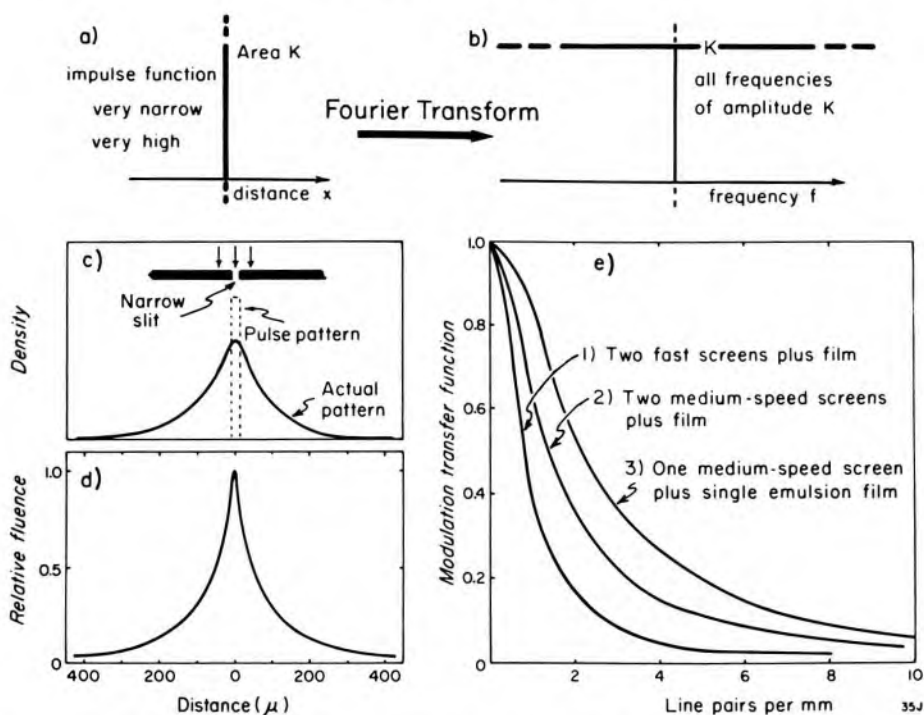 a)
Area K
impulse function
very narrow
very high
distance x
Fourier Transform
b)
K
all frequencies
of amplitude K
frequency f
c)
Narrow
slit
Pulse pattern
Actual
pattern
Density
d)
Relative fluence
1.0
0.5
0
400
200
0
200
400
Distance (μ)
e)
Modulation transfer function
1.0
0.8
0.6
0.4
0.2
0
1) Two fast screens plus film
2) Two medium-speed screens
plus film
3) One medium-speed screen
plus single emulsion film
2
4
6
8
10
Line pairs per mm